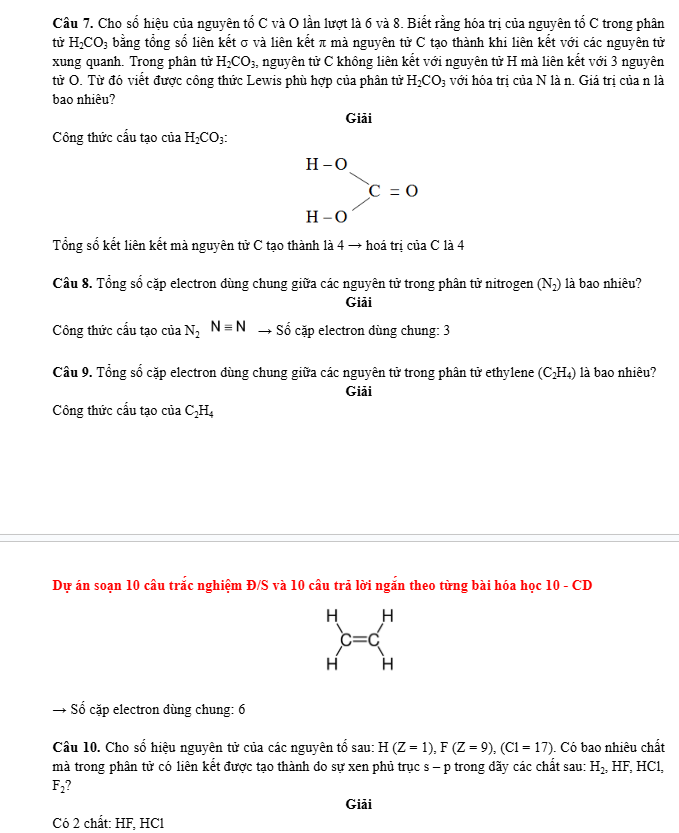 Câu 7. Cho số hiệu của nguyên tố C và O lần lượt là 6 và 8. Biết rằng hóa trị của nguyên tố C trong phân
tử H₂CO₃ bằng tổng số liên kết σ và liên kết π mà nguyên tử C tạo thành khi liên kết với các nguyên tử
xung quanh. Trong phân tử H₂CO₃, nguyên tử C không liên kết với nguyên tử H mà liên kết với 3 nguyên
tử O. Từ đó viết được công thức Lewis phù hợp của phân tử H₂CO₃ với hóa trị của N là n. Giá trị của n là
bao nhiêu?
Giải
Công thức cấu tạo của H₂CO₃:
H – O
C = O
H – O
Tổng số kết liên kết mà nguyên tử C tạo thành là 4 → hoá trị của C là 4
Câu 8. Tổng số cặp electron dùng chung giữa các nguyên tử trong phân tử nitrogen (N₂) là bao nhiêu?
Giải
Công thức cấu tạo của N₂ N ≡ N → Số cặp electron dùng chung: 3
Câu 9. Tổng số cặp electron dùng chung giữa các nguyên tử trong phân tử ethylene (C₂H₄) là bao nhiêu?
Giải
Công thức cấu tạo của C₂H₄
Dự án soạn 10 câu trắc nghiệm Đ/S và 10 câu trả lời ngắn theo từng bài hóa học 10 - CD
H H
C=C
H H
→ Số cặp electron dùng chung: 6
Câu 10. Cho số hiệu nguyên tử của các nguyên tố sau: H (Z = 1), F (Z = 9), (Cl = 17). Có bao nhiêu chất
mà trong phân tử có liên kết được tạo thành do sự xen phủ trục s – p trong dãy các chất sau: H₂, HF, HCl,
F₂?
Giải
Có 2 chất: HF, HCl